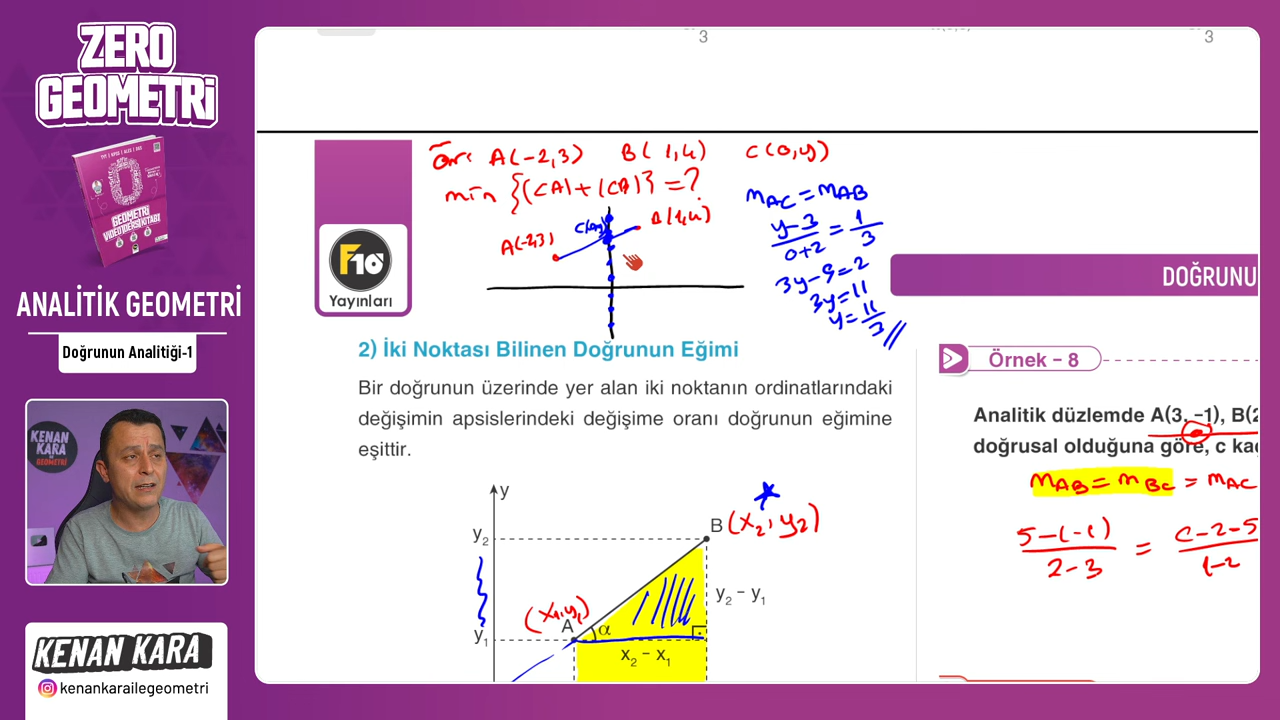 ZERO
GEOMETRİ
GEOMETRİ
VİDEO DERS KİTABI
ANALİTİK GEOMETRİ
Doğrunun Analitiği-1
KENAN
KARA
GEOMETRİ
KENAN KARA
kenankarailegeometri
3
3
F10
Yayınları
ör: A(-2,3) B(1,4) C(0,y)
min {|CA|+|CB|} = ?
A(-2,3)
B(1,4)
m_AC = m_AB
y-3/0+2 = 1/3
3y-9=2
3y=11
y=11/3 //
DOĞRUNU
2) İki Noktası Bilinen Doğrunun Eğimi
Bir doğrunun üzerinde yer alan iki noktanın ordinatlarındaki
değişimin apsislerindeki değişime oranı doğrunun eğimine
eşittir.
y
y₂
B (x₂, y₂)
y₂ – y₁
(x₁, y₁)
A α
y₁
x₂ – x₁
Örnek – 8
Analitik düzlemde A(3, –1), B(2
doğrusal olduğuna göre, c ka
m_AB = m_BC = m_AC
5-(-1)/2-3 = c-2-5/1-2